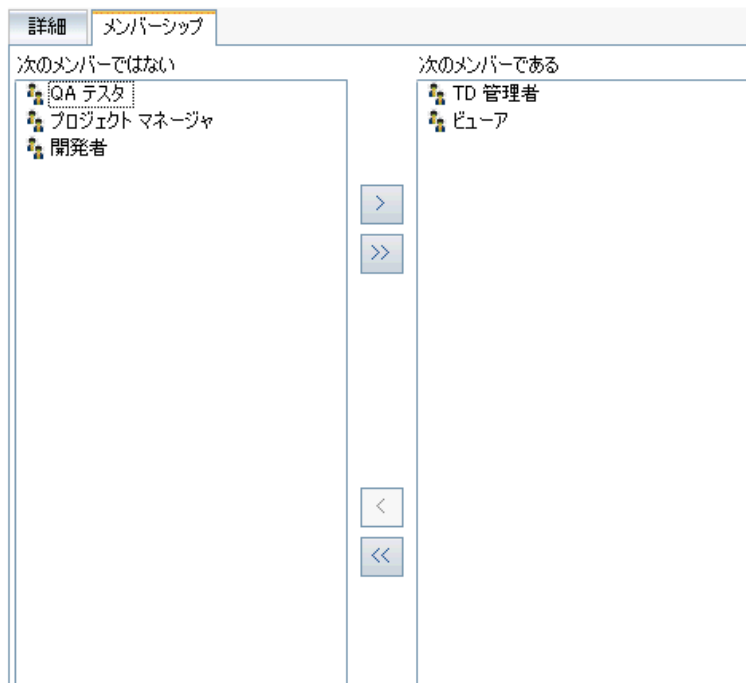 詳細 メンバーシップ
次のメンバーではない
QA テスタ
プロジェクト マネージャ
開発者
>
>>
<
<<
次のメンバーである
TD 管理者
ビューア